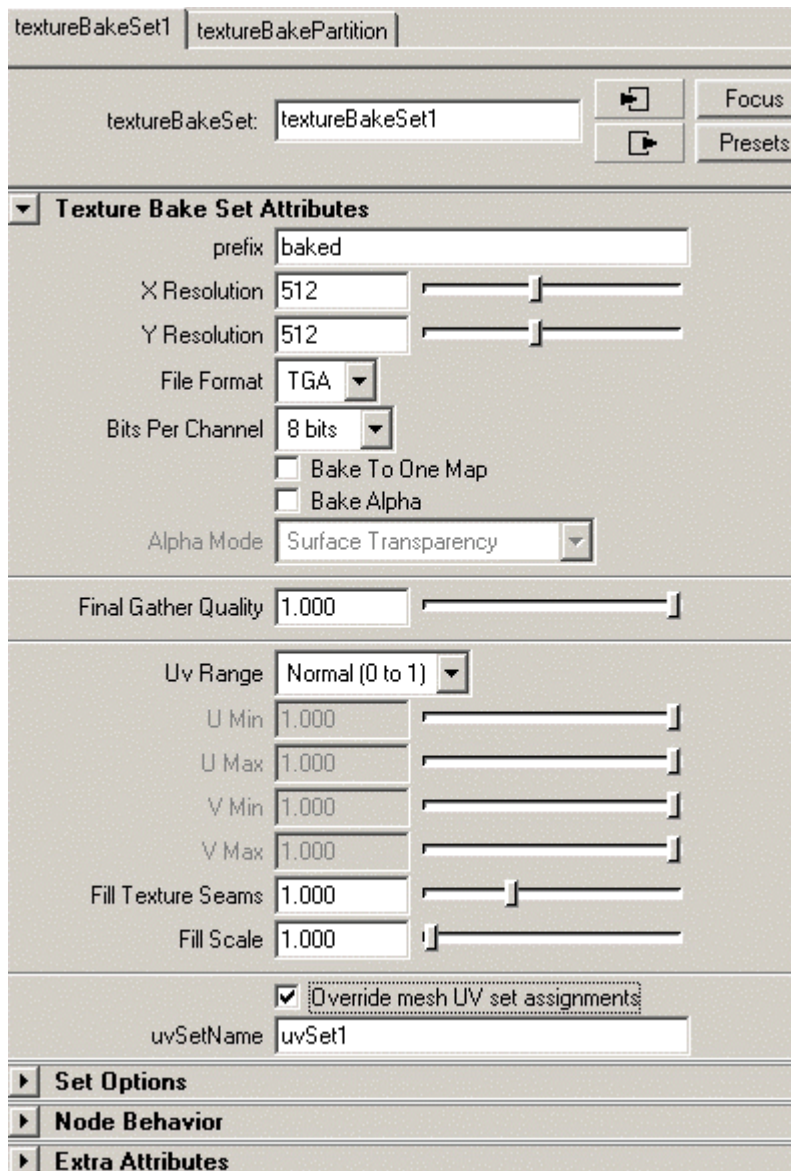 textureBakeSet1 textureBakePartition
textureBakeSet: textureBakeSet1 Focus
Presets
Texture Bake Set Attributes
prefix baked
X Resolution 512
Y Resolution 512
File Format TGA
Bits Per Channel 8 bits
Bake To One Map
Bake Alpha
Alpha Mode Surface Transparency
Final Gather Quality 1.000
Uv Range Normal (0 to 1)
U Min 1.000
U Max 1.000
V Min 1.000
V Max 1.000
Fill Texture Seams 1.000
Fill Scale 1.000
Override mesh UV set assignments
uvSetName uvSet1
Set Options
Node Behavior
Extra Attributes